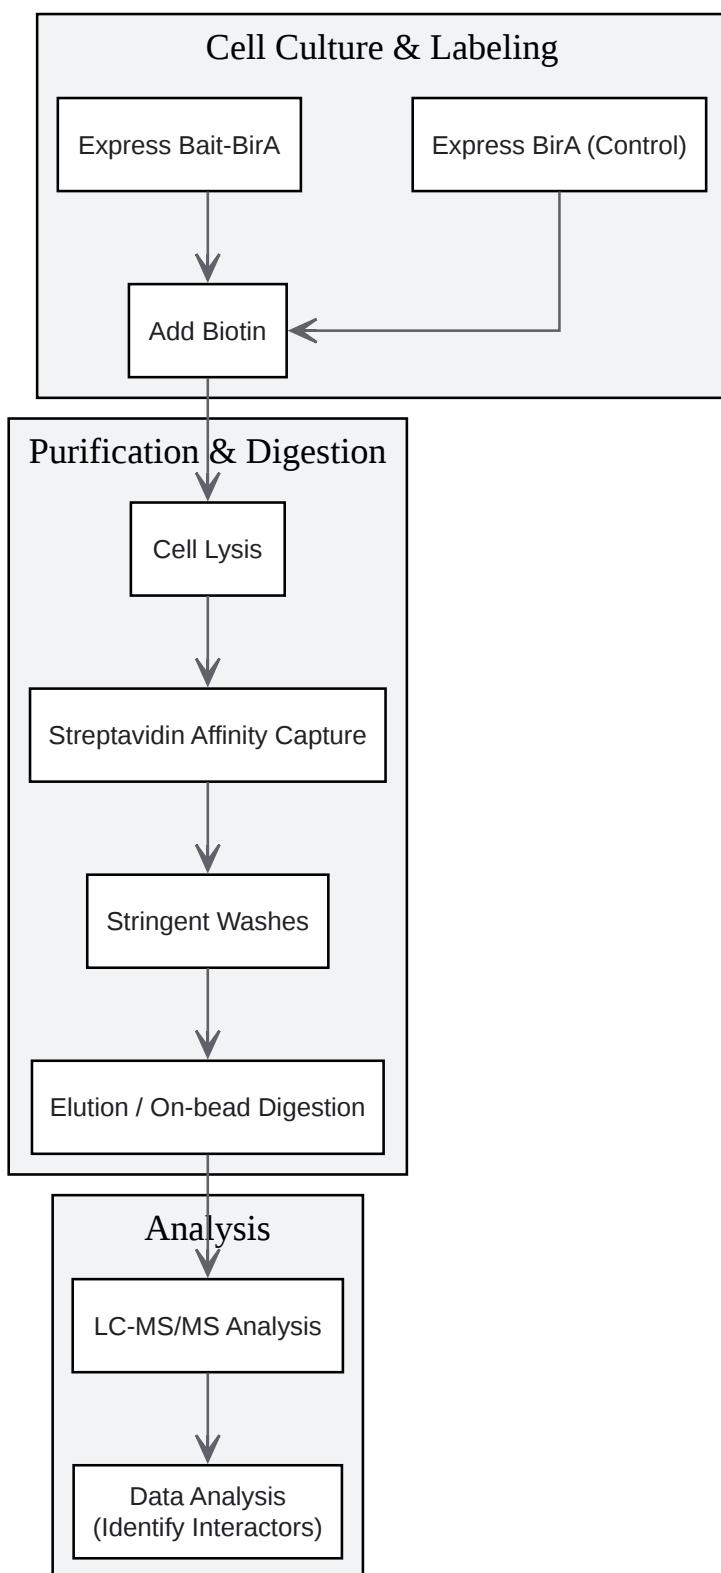 Cell Culture & Labeling
Express Bait-BirA
Express BirA (Control)
Add Biotin
Purification & Digestion
Cell Lysis
Streptavidin Affinity Capture
Stringent Washes
Elution / On-bead Digestion
Analysis
LC-MS/MS Analysis
Data Analysis
(Identify Interactors)